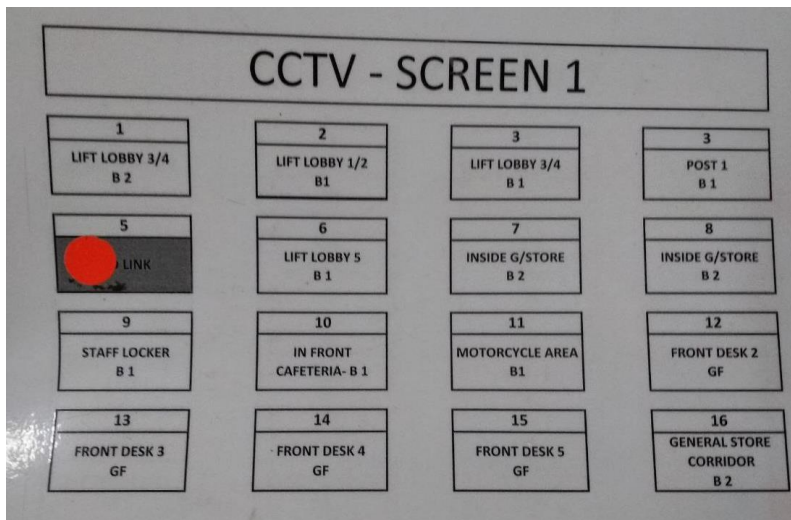 CCTV - SCREEN 1
1
LIFT LOBBY 3/4
B 2
2
LIFT LOBBY 1/2
B1
3
LIFT LOBBY 3/4
B 1
3
POST 1
B 1
5
LINK
6
LIFT LOBBY 5
B 1
7
INSIDE G/STORE
B 2
8
INSIDE G/STORE
B 2
9
STAFF LOCKER
B 1
10
IN FRONT
CAFETERIA- B 1
11
MOTORCYCLE AREA
B1
12
FRONT DESK 2
GF
13
FRONT DESK 3
GF
14
FRONT DESK 4
GF
15
FRONT DESK 5
GF
16
GENERAL STORE
CORRIDOR
B 2